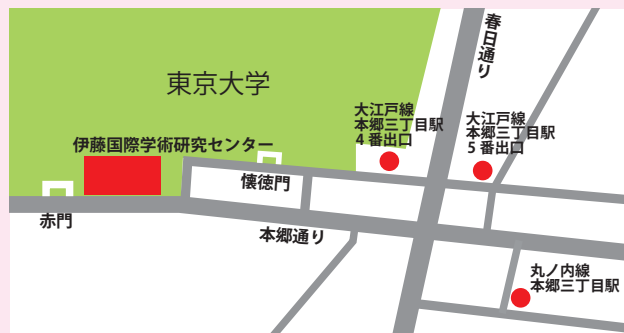 春日通り
東京大学
大江戸線
本郷三丁目駅
4番出口
大江戸線
本郷三丁目駅
5番出口
伊藤国際学術研究センター
懐徳門
赤門
本郷通り
丸ノ内線
本郷三丁目駅